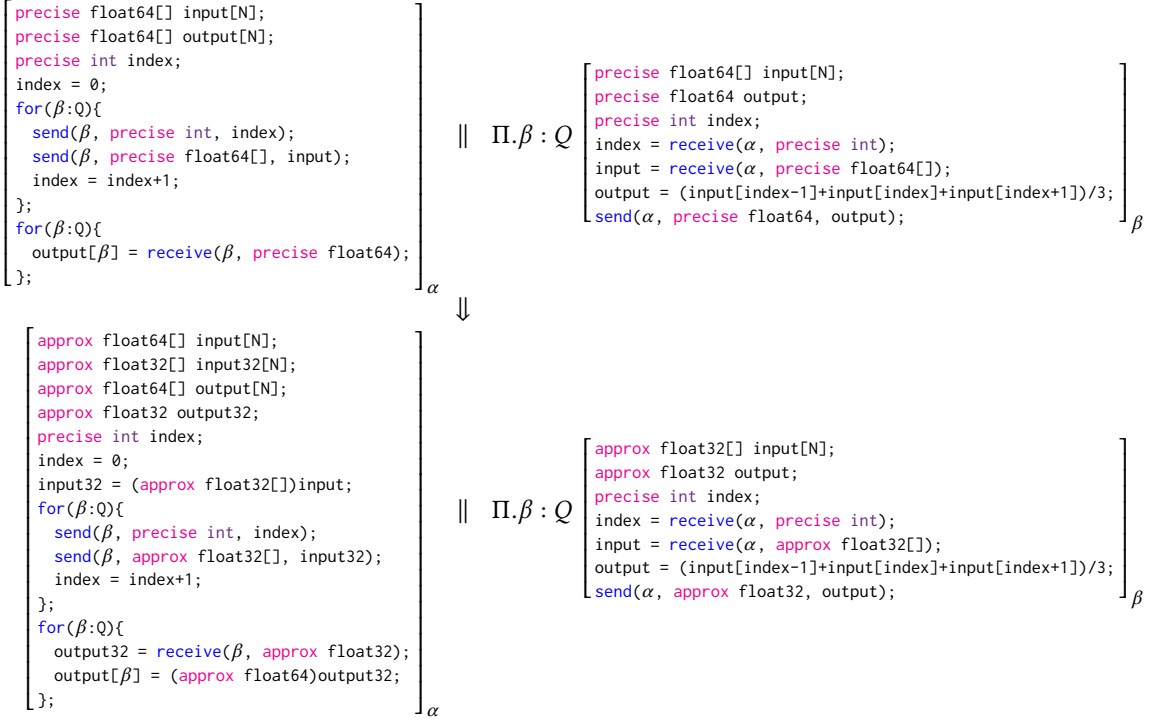 precise float64[] input[N];
precise float64[] output[N];
precise int index;
index = 0;
for(β:Q){
  send(β, precise int, index);
  send(β, precise float64[], input);
  index = index+1;
};
for(β:Q){
  output[β] = receive(β, precise float64);
};
α
∥ Π.β : Q
precise float64[] input[N];
precise float64 output;
precise int index;
index = receive(α, precise int);
input = receive(α, precise float64[]);
output = (input[index-1]+input[index]+input[index+1])/3;
send(α, precise float64, output);
β
⇓
approx float64[] input[N];
approx float32[] input32[N];
approx float64[] output[N];
approx float32 output32;
precise int index;
index = 0;
input32 = (approx float32[])input;
for(β:Q){
  send(β, precise int, index);
  send(β, approx float32[], input32);
  index = index+1;
};
for(β:Q){
  output32 = receive(β, approx float32);
  output[β] = (approx float64)output32;
};
α
∥ Π.β : Q
approx float32[] input[N];
approx float32 output;
precise int index;
index = receive(α, precise int);
input = receive(α, approx float32[]);
output = (input[index-1]+input[index]+input[index+1])/3;
send(α, approx float32, output);
β